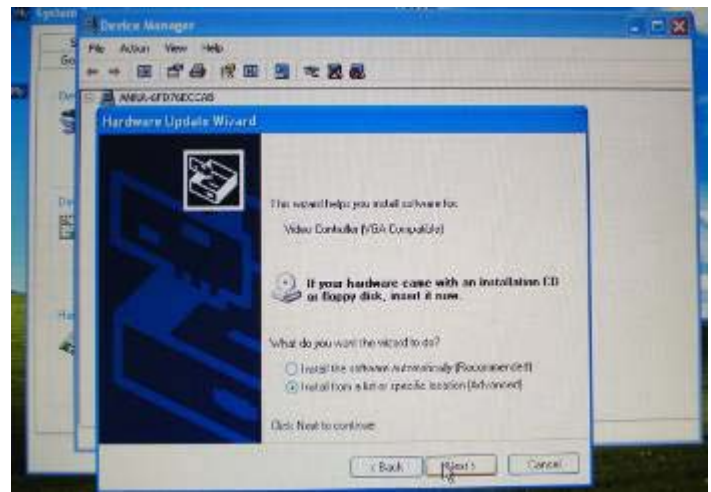 System
Device Manager
File Action View Help
Hardware Update Wizard
This wizard helps you install software for:
Video Controller (VGA Compatible)
If your hardware came with an installation CD
or floppy disk, insert it now.
What do you want the wizard to do?
Install the software automatically (Recommended)
Install from a list or specific location (Advanced)
Click Next to continue.
< Back
Next >
Cancel